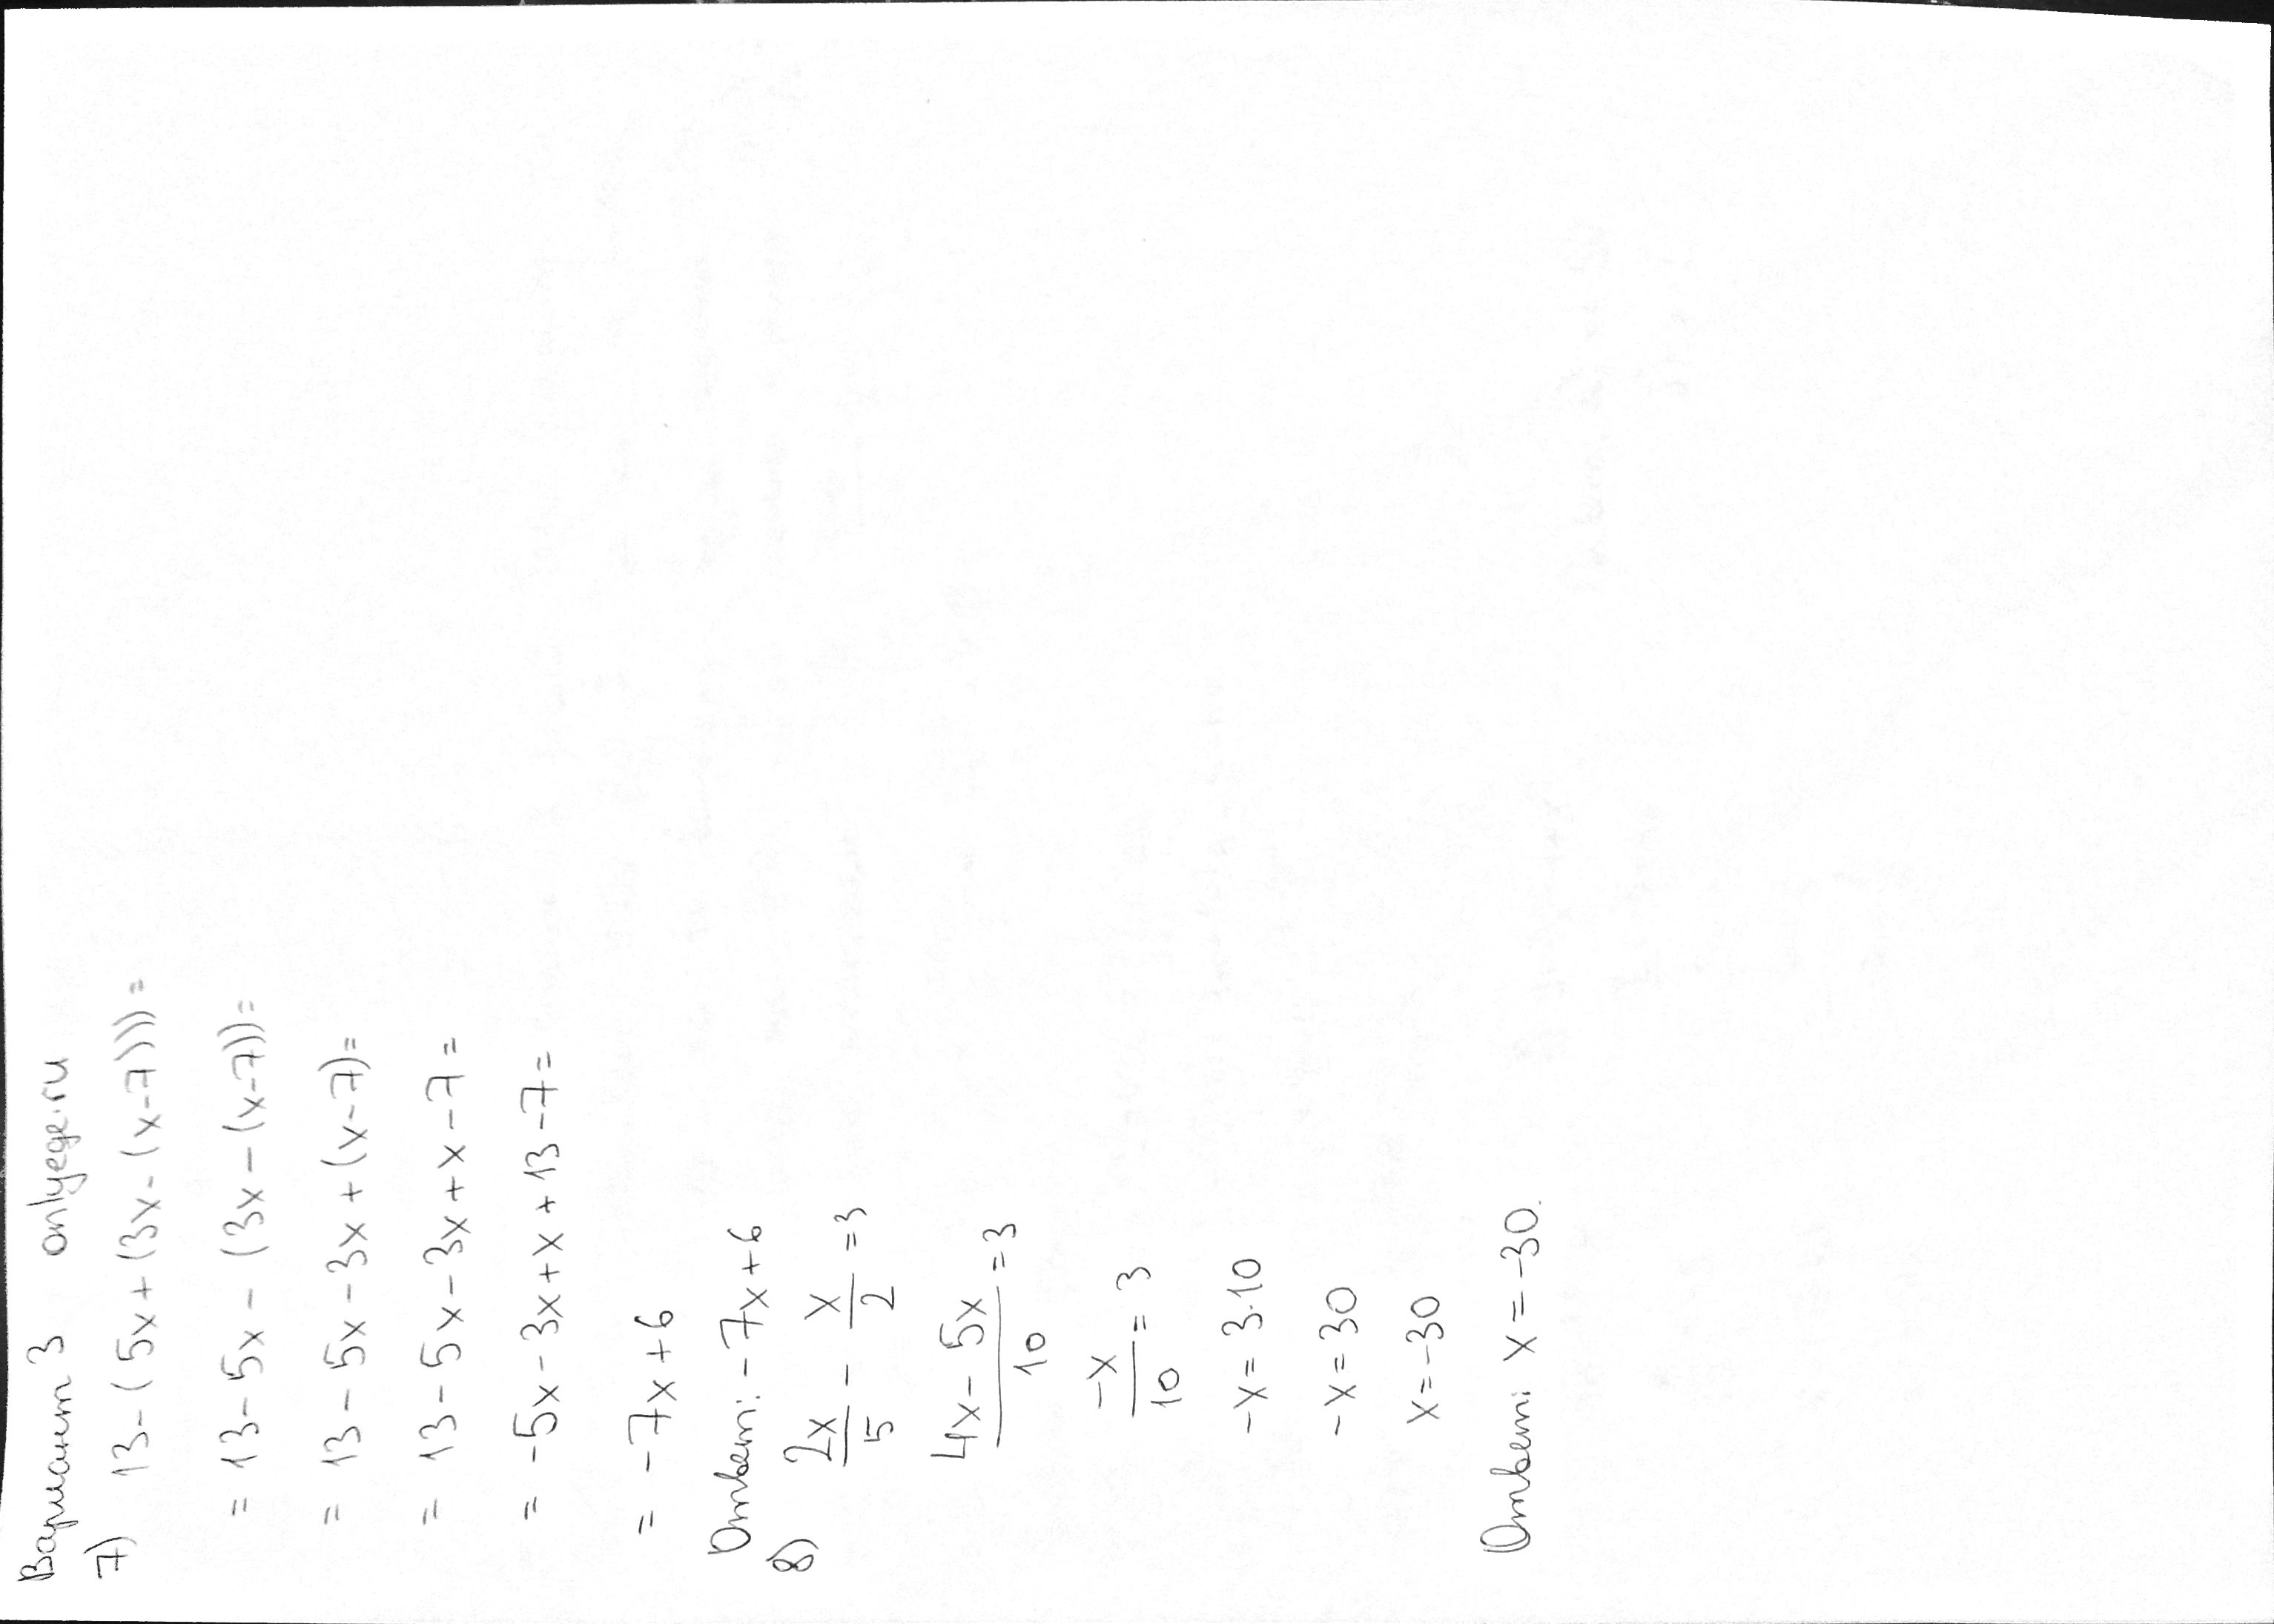 Вариант 3 onlyege.ru
7) 13-(5x+(3x-(x-7)))=
= 13-5x-(3x-(x-7))=
= 13-5x-3x+(x-7)=
= 13-5x-3x+x-7=
= -5x-3x+x+13-7=
= -7x+6
Ответ: -7x+6
8) 2x/5 - x/2 =3
4x-5x/10 =3
-x/10 = 3
-x=3·10
-x=30
x=-30
Ответ: x=-30.